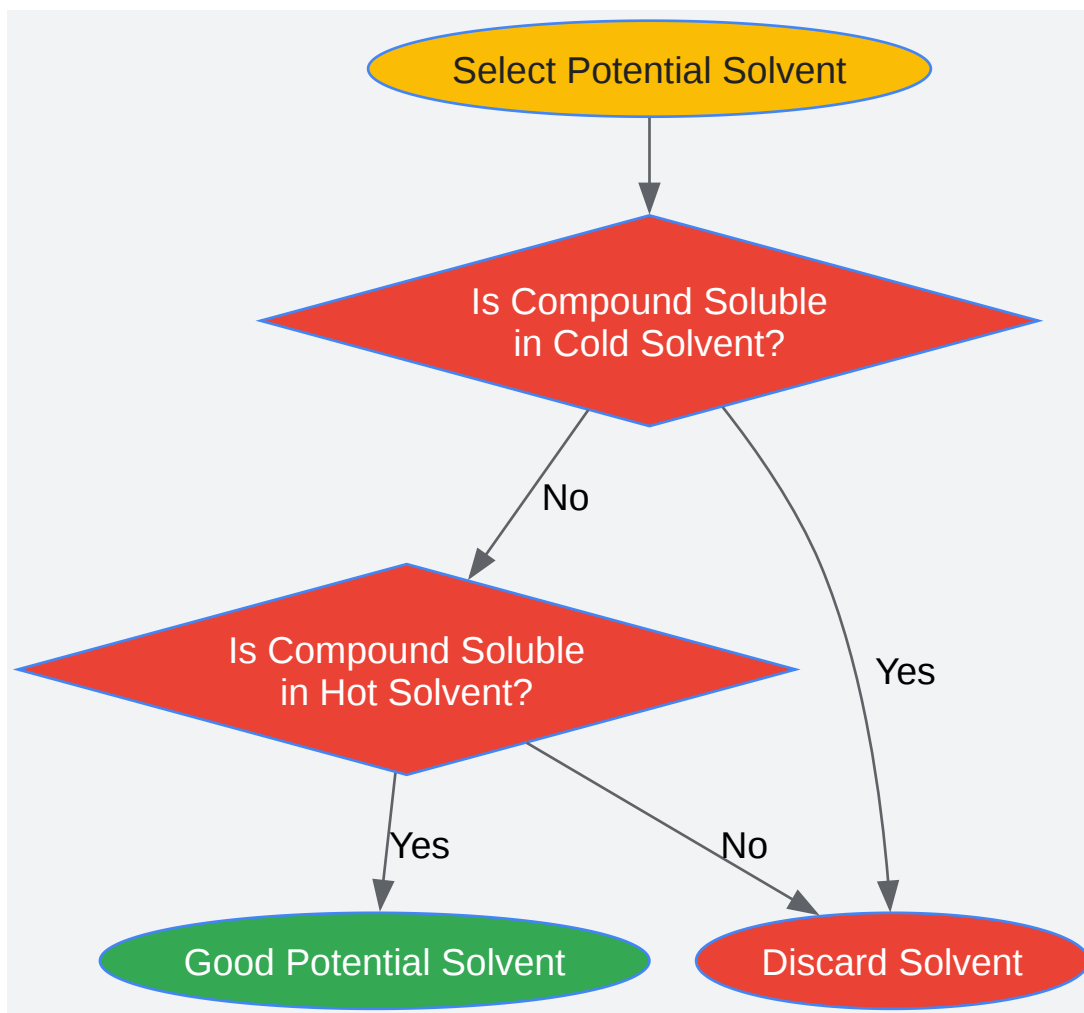 Select Potential Solvent
Is Compound Soluble
in Cold Solvent?
No
Is Compound Soluble
in Hot Solvent?
Yes
Yes
No
Good Potential Solvent
Discard Solvent